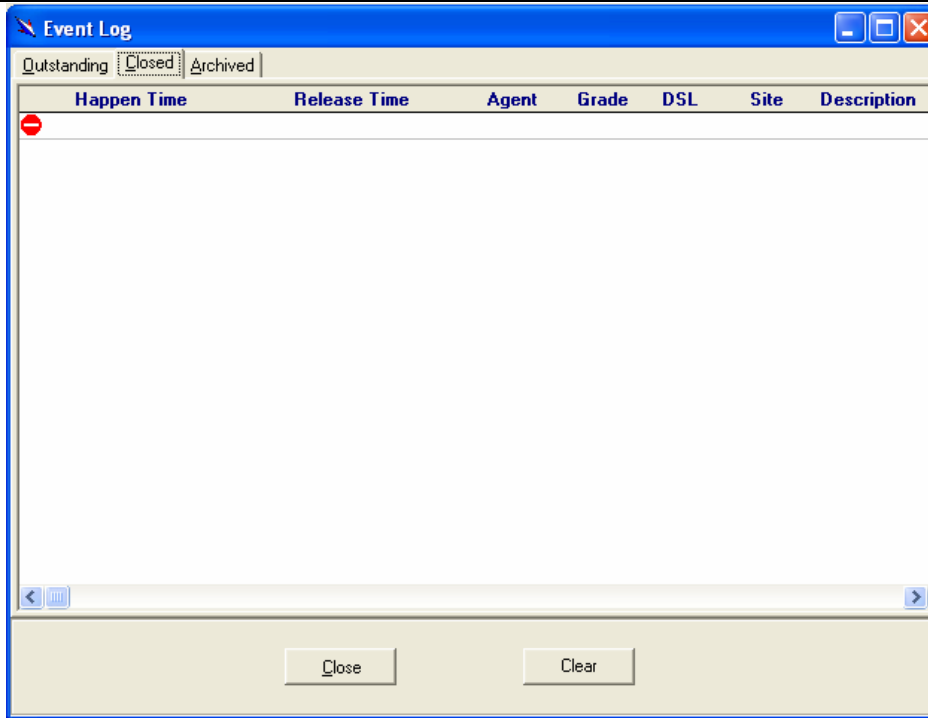 Event Log
Outstanding Closed Archived
Happen Time Release Time Agent Grade DSL Site Description
Close Clear